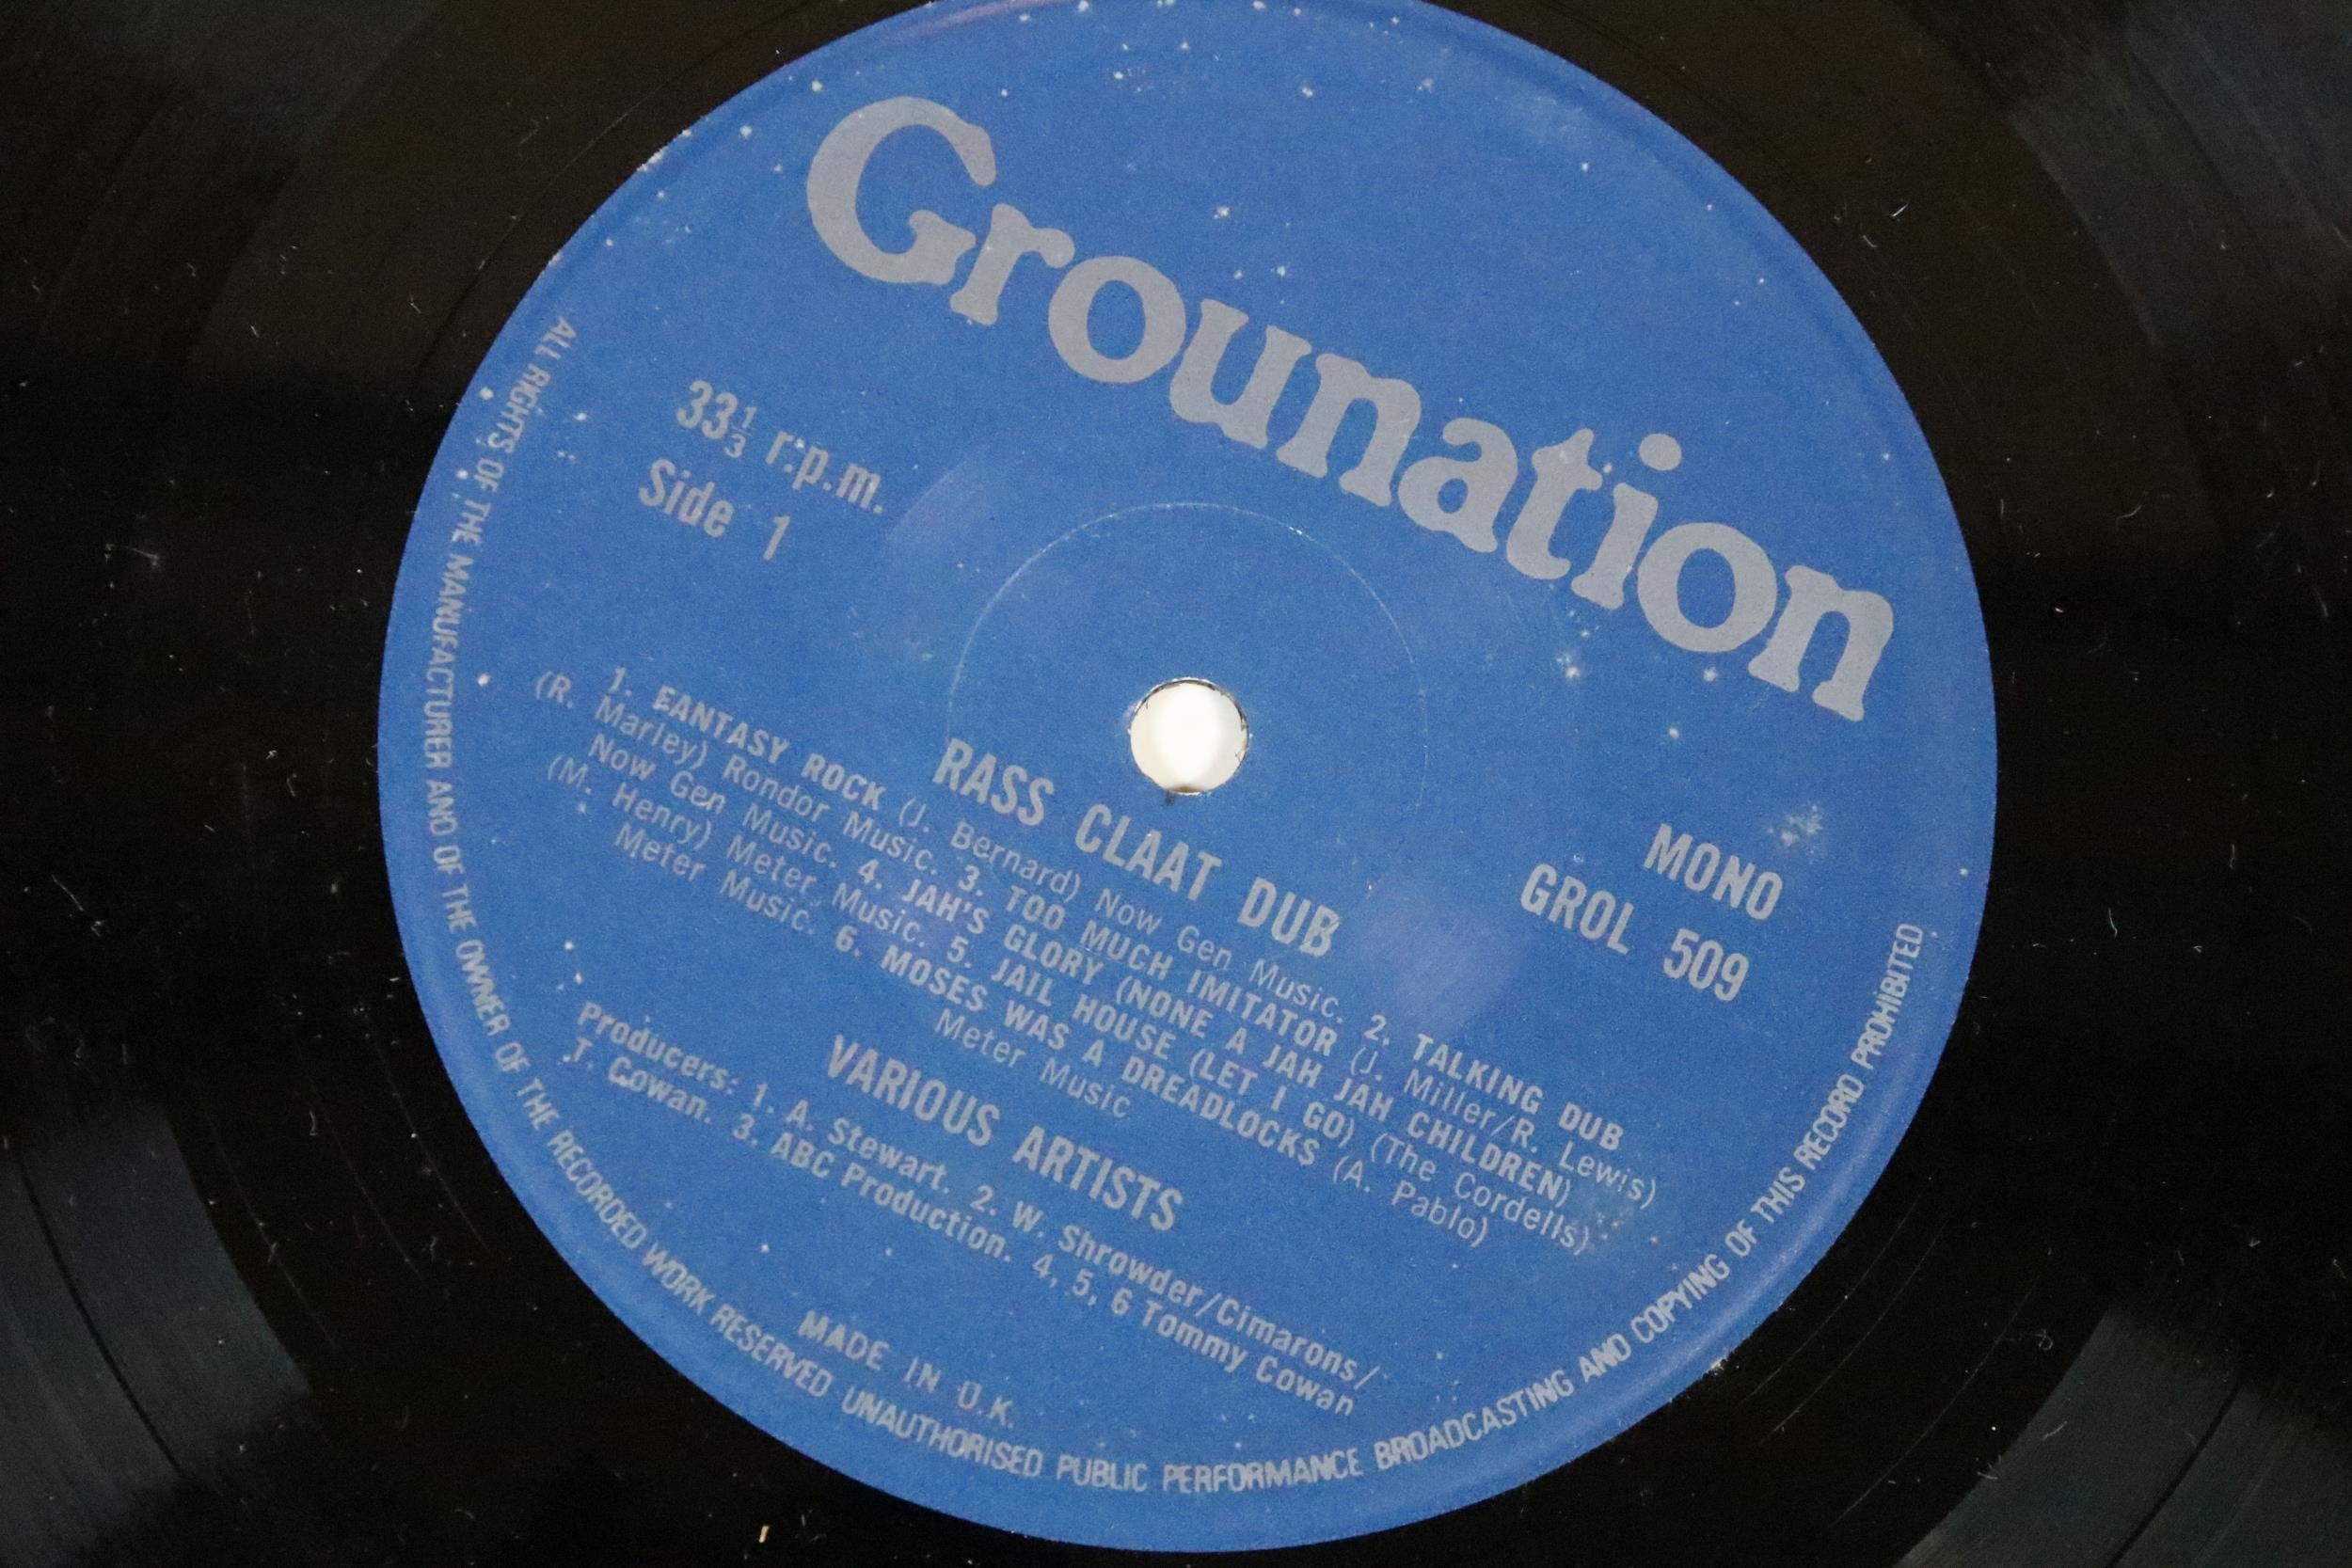 Grounation
33⅓ r.p.m.
Side 1
MONO
GROL 509
RASS CLAAT DUB
1. EANTASY ROCK (J. Bernard) Now Gen Music. 2. TALKING DUB
(R. Marley) Rondor Music. 3. TOO MUCH IMITATOR (J. Miller/R. Lewis)
Now Gen Music. 4. JAH'S GLORY (NONE A JAH JAH CHILDREN)
(M. Henry) Meter Music. 5. JAIL HOUSE (LET I GO) (The Cordells)
Meter Music. 6. MOSES WAS A DREADLOCKS (A. Pablo)
Meter Music
VARIOUS ARTISTS
Producers: 1. A. Stewart. 2. W. Shrowder/Cimarons/
T. Cowan. 3. ABC Production. 4, 5, 6 Tommy Cowan
MADE IN U.K.
ALL RIGHTS OF THE MANUFACTURER AND OF THE OWNER OF THE RECORDED WORK RESERVED UNAUTHORISED PUBLIC PERFORMANCE BROADCASTING AND COPYING OF THIS RECORD PROHIBITED